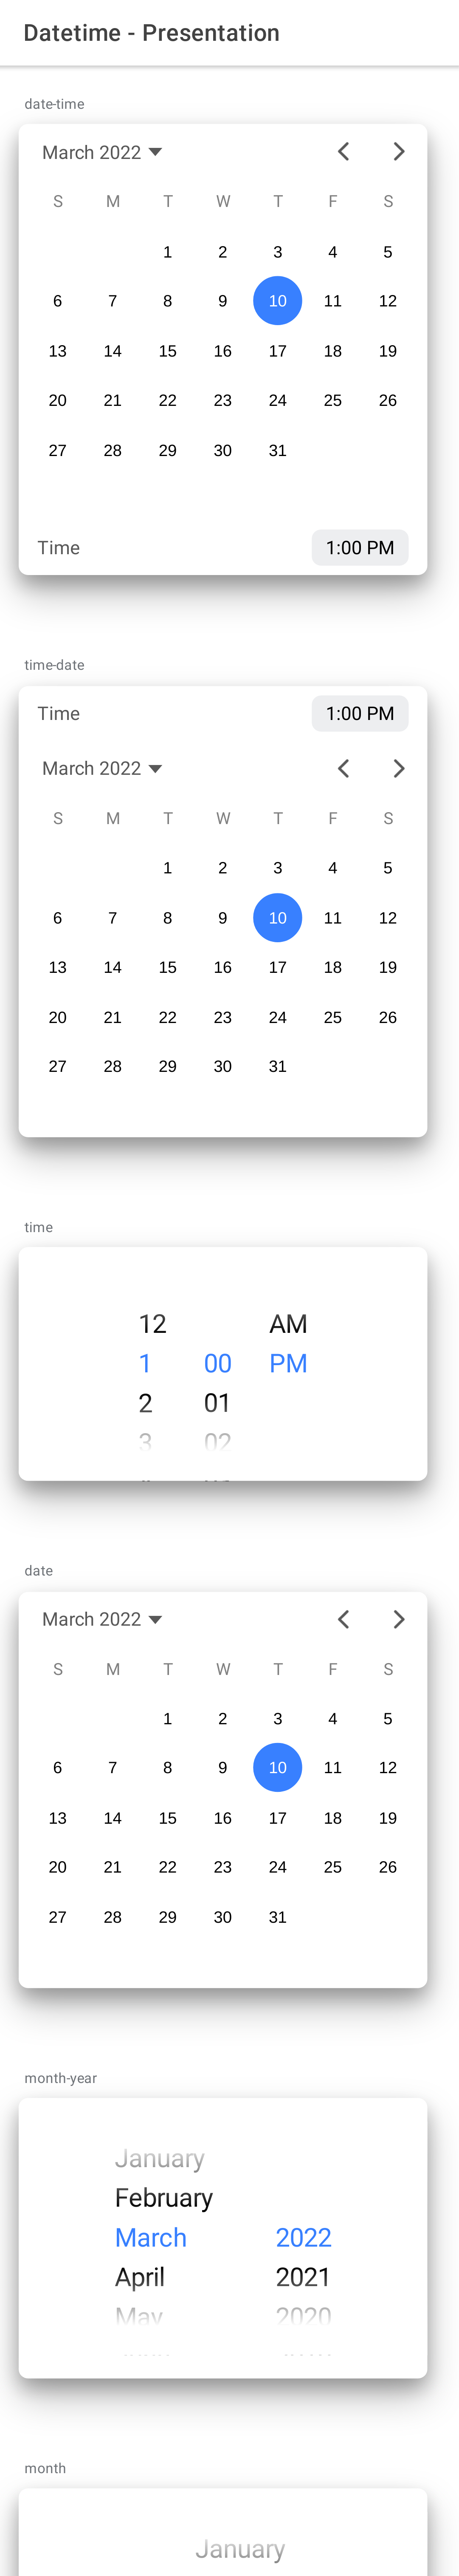 Datetime - Presentation
date-time
March 2022
S M T W T F S
1 2 3 4 5
6 7 8 9 10 11 12
13 14 15 16 17 18 19
20 21 22 23 24 25 26
27 28 29 30 31
Time 1:00 PM
time-date
Time 1:00 PM
March 2022
S M T W T F S
1 2 3 4 5
6 7 8 9 10 11 12
13 14 15 16 17 18 19
20 21 22 23 24 25 26
27 28 29 30 31
time
12 AM
1 00 PM
2 01
3 02
date
March 2022
S M T W T F S
1 2 3 4 5
6 7 8 9 10 11 12
13 14 15 16 17 18 19
20 21 22 23 24 25 26
27 28 29 30 31
month-year
January
February
March 2022
April 2021
May 2020
month
January